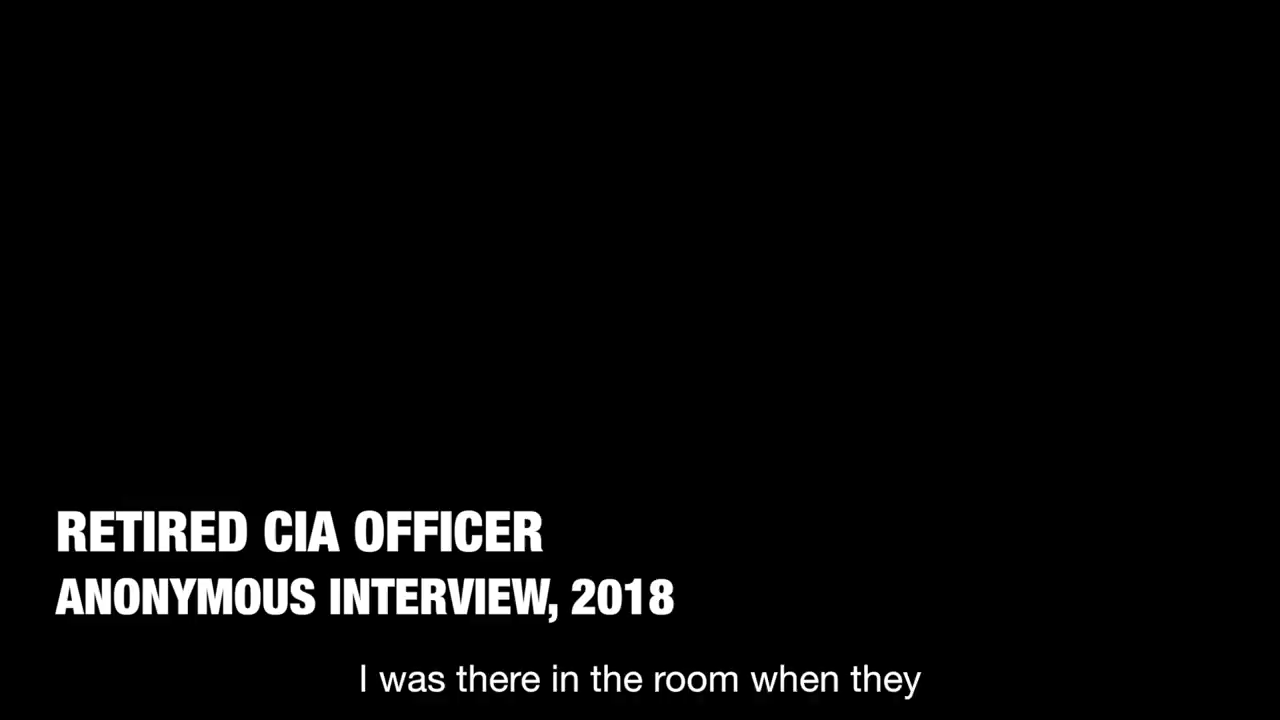 RETIRED CIA OFFICER
ANONYMOUS INTERVIEW, 2018
I was there in the room when they